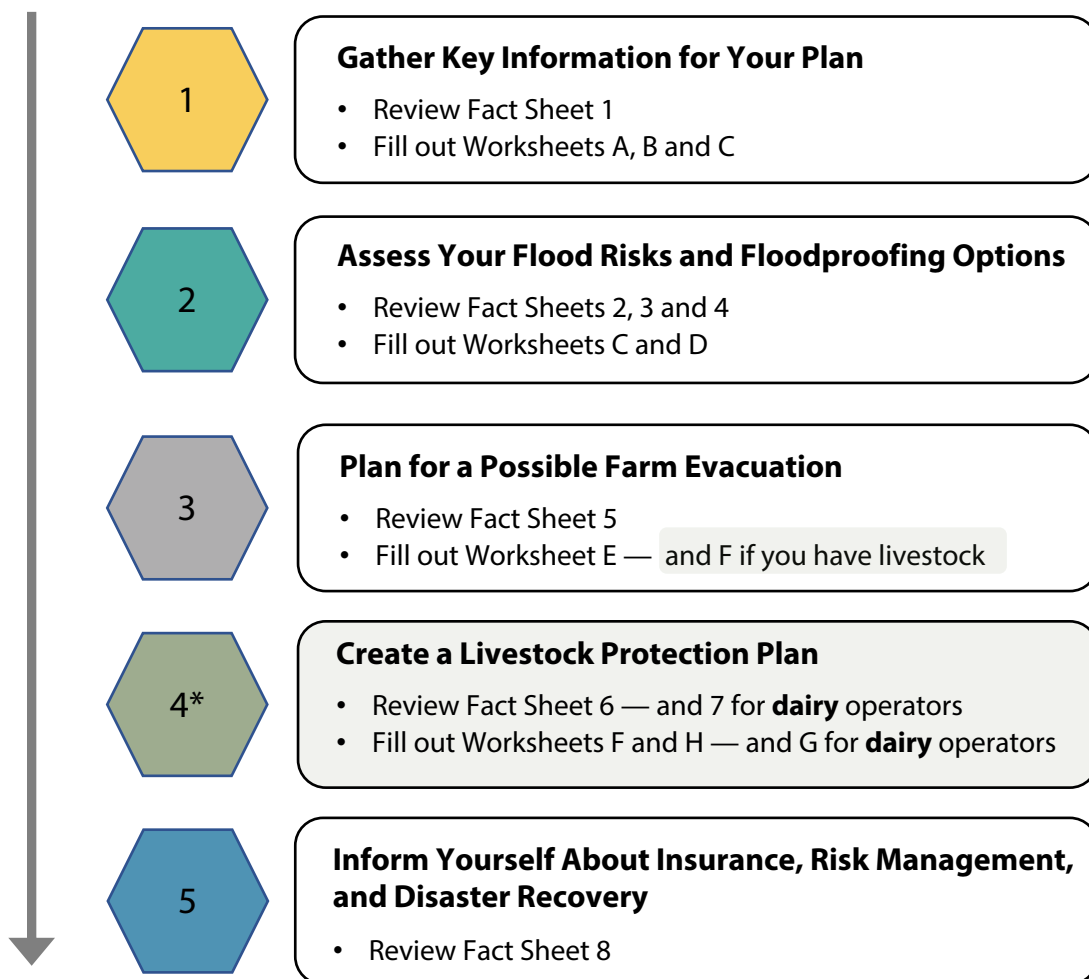 1
Gather Key Information for Your Plan
• Review Fact Sheet 1
• Fill out Worksheets A, B and C
2
Assess Your Flood Risks and Floodproofing Options
• Review Fact Sheets 2, 3 and 4
• Fill out Worksheets C and D
3
Plan for a Possible Farm Evacuation
• Review Fact Sheet 5
• Fill out Worksheet E — and F if you have livestock
4*
Create a Livestock Protection Plan
• Review Fact Sheet 6 — and 7 for dairy operators
• Fill out Worksheets F and H — and G for dairy operators
5
Inform Yourself About Insurance, Risk Management,
and Disaster Recovery
• Review Fact Sheet 8